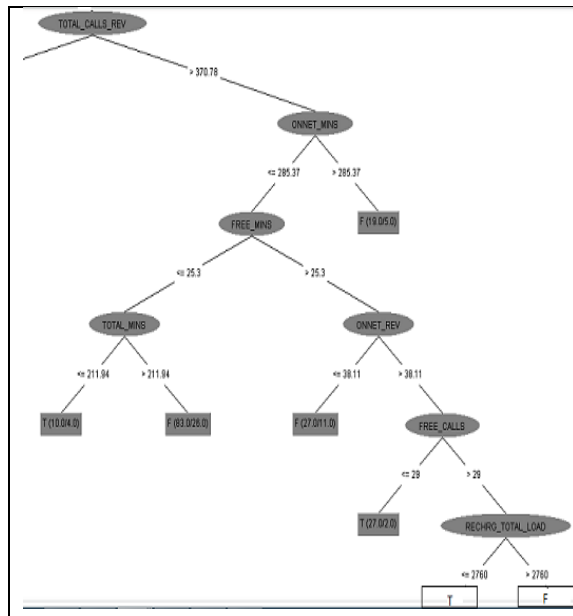 TOTAL_CALLS_REV
> 370.78
ONNET_MINS
<= 285.37 > 285.37
FREE_MINS F (19.0/5.0)
<= 25.3 > 25.3
TOTAL_MINS ONNET_REV
<= 211.94 > 211.94 <= 38.11 > 38.11
T (10.0/4.0) F (83.0/26.0) F (27.0/11.0) FREE_CALLS
<= 29 > 29
T (27.0/2.0) RECHRG_TOTAL_LOAD
<= 2760 > 2760
T F